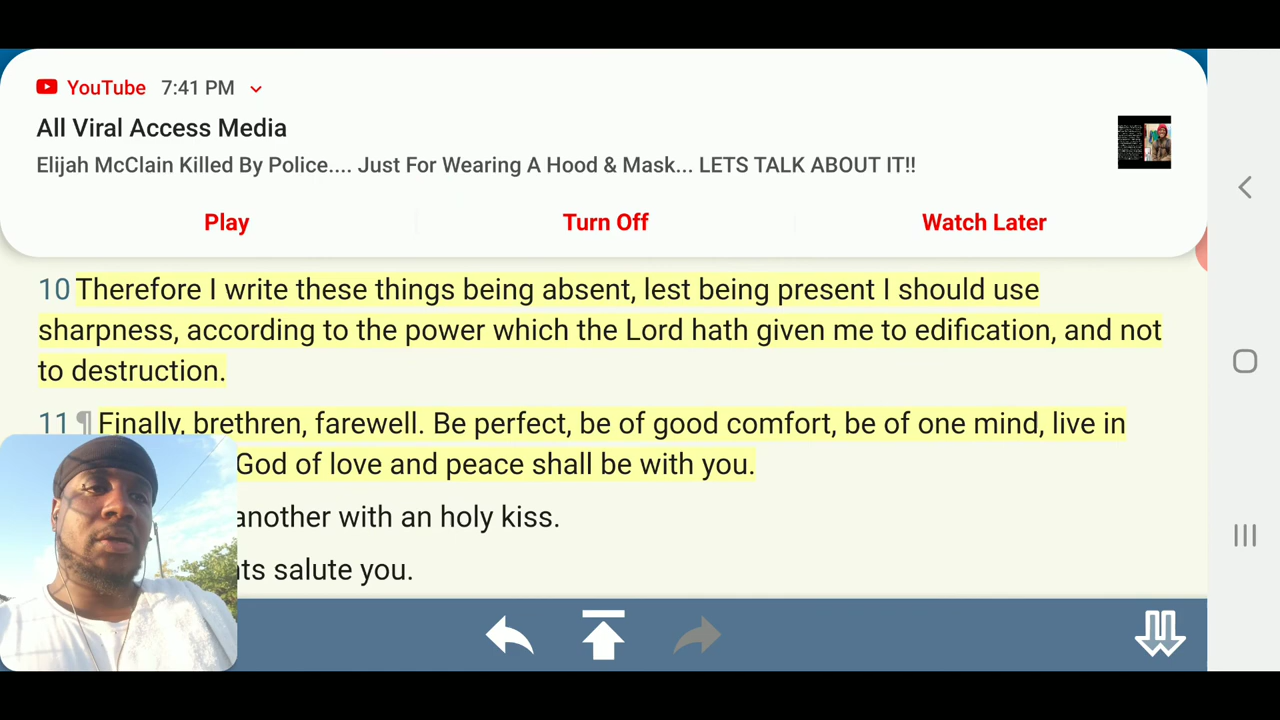 YouTube 7:41 PM
All Viral Access Media
Elijah McClain Killed By Police.... Just For Wearing A Hood & Mask... LETS TALK ABOUT IT!!
Play Turn Off Watch Later
10 Therefore I write these things being absent, lest being present I should use
sharpness, according to the power which the Lord hath given me to edification, and not
to destruction.
11 ¶ Finally, brethren, farewell. Be perfect, be of good comfort, be of one mind, live in
God of love and peace shall be with you.
another with an holy kiss.
salute you.